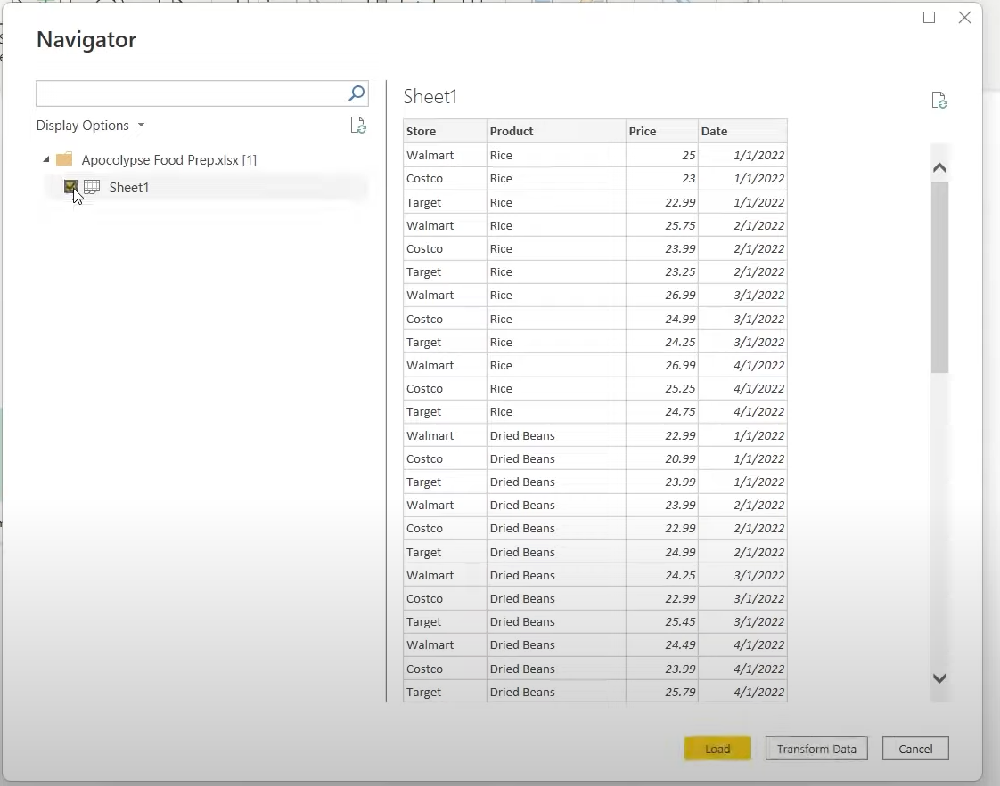 Navigator
Display Options
Apocolypse Food Prep.xlsx [1]
Sheet1
Sheet1
Store Product Price Date
Walmart Rice 25 1/1/2022
Costco Rice 23 1/1/2022
Target Rice 22.99 1/1/2022
Walmart Rice 25.75 2/1/2022
Costco Rice 23.99 2/1/2022
Target Rice 23.25 2/1/2022
Walmart Rice 26.99 3/1/2022
Costco Rice 24.99 3/1/2022
Target Rice 24.25 3/1/2022
Walmart Rice 26.99 4/1/2022
Costco Rice 25.25 4/1/2022
Target Rice 24.75 4/1/2022
Walmart Dried Beans 22.99 1/1/2022
Costco Dried Beans 20.99 1/1/2022
Target Dried Beans 23.99 1/1/2022
Walmart Dried Beans 23.99 2/1/2022
Costco Dried Beans 22.99 2/1/2022
Target Dried Beans 24.99 2/1/2022
Walmart Dried Beans 24.25 3/1/2022
Costco Dried Beans 22.99 3/1/2022
Target Dried Beans 25.45 3/1/2022
Walmart Dried Beans 24.49 4/1/2022
Costco Dried Beans 23.99 4/1/2022
Target Dried Beans 25.79 4/1/2022
Load Transform Data Cancel